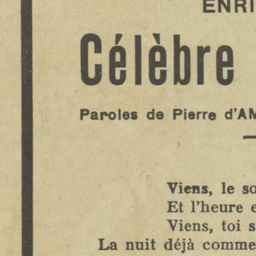 ENRI
Célèbre
Paroles de Pierre d'AM
Viens, le so
Et l'heure e
Viens, toi s
La nuit déjà comme